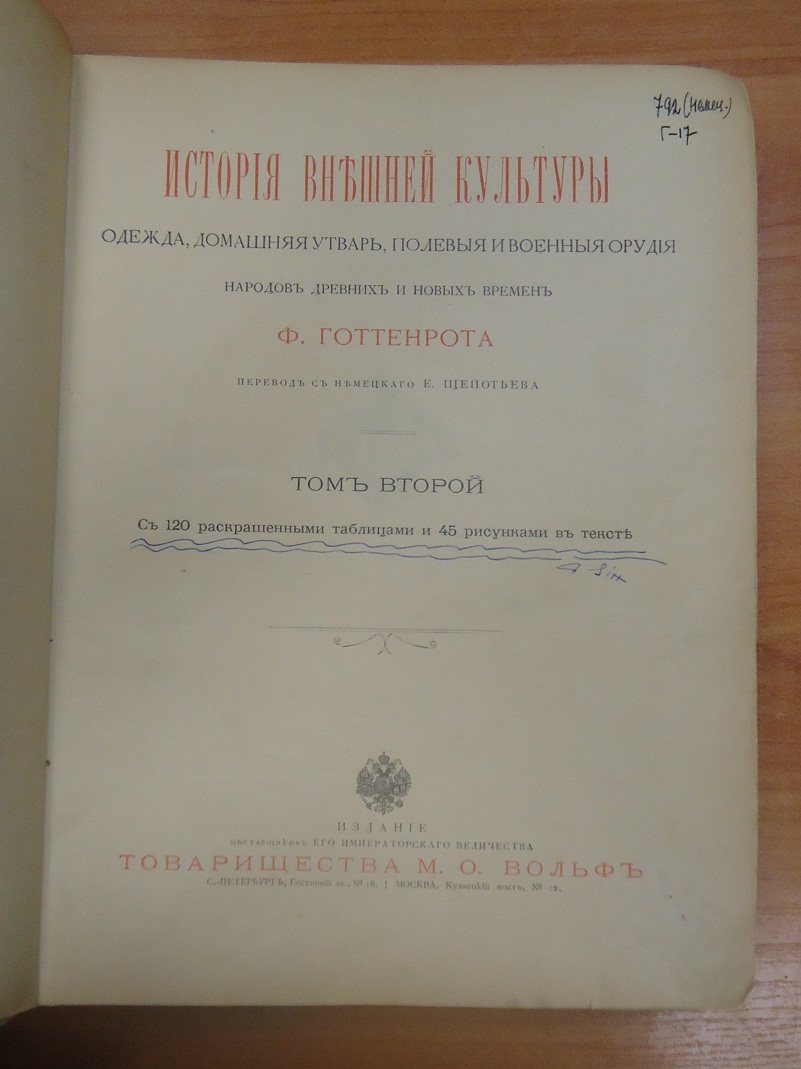 792 (Немец.)
Г-17
ИСТОРІЯ ВНѢШНЕЙ КУЛЬТУРЫ
ОДЕЖДА, ДОМАШНЯЯ УТВАРЬ, ПОЛЕВЫЯ И ВОЕННЫЯ ОРУДІЯ
НАРОДОВЪ ДРЕВНИХЪ И НОВЫХЪ ВРЕМЕНЪ
Ф. ГОТТЕНРОТА
ПЕРЕВОДЪ СЪ НѢМЕЦКАГО Е. ЩЕПОТЬЕВА
ТОМЪ ВТОРОЙ
Съ 120 раскрашенными таблицами и 45 рисунками въ текстѣ
ИЗДАНІЕ
ПОСТАВЩИКОВЪ ЕГО ИМПЕРАТОРСКАГО ВЕЛИЧЕСТВА
ТОВАРИЩЕСТВА М. О. ВОЛЬФЪ
С.-ПЕТЕРБУРГЪ, Гостиный дв., № 18. | МОСКВА, Кузнецкій мостъ, № 12.